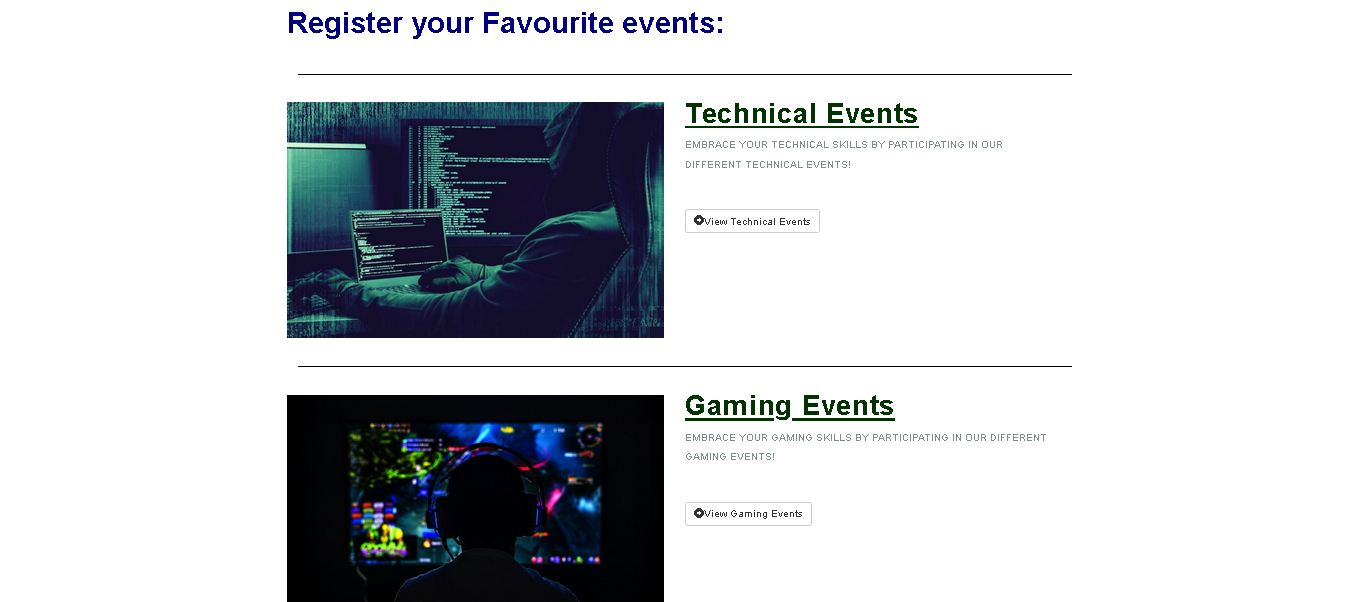 Register your Favourite events:
Technical Events
EMBRACE YOUR TECHNICAL SKILLS BY PARTICIPATING IN OUR
DIFFERENT TECHNICAL EVENTS!
View Technical Events
Gaming Events
EMBRACE YOUR GAMING SKILLS BY PARTICIPATING IN OUR DIFFERENT
GAMING EVENTS!
View Gaming Events